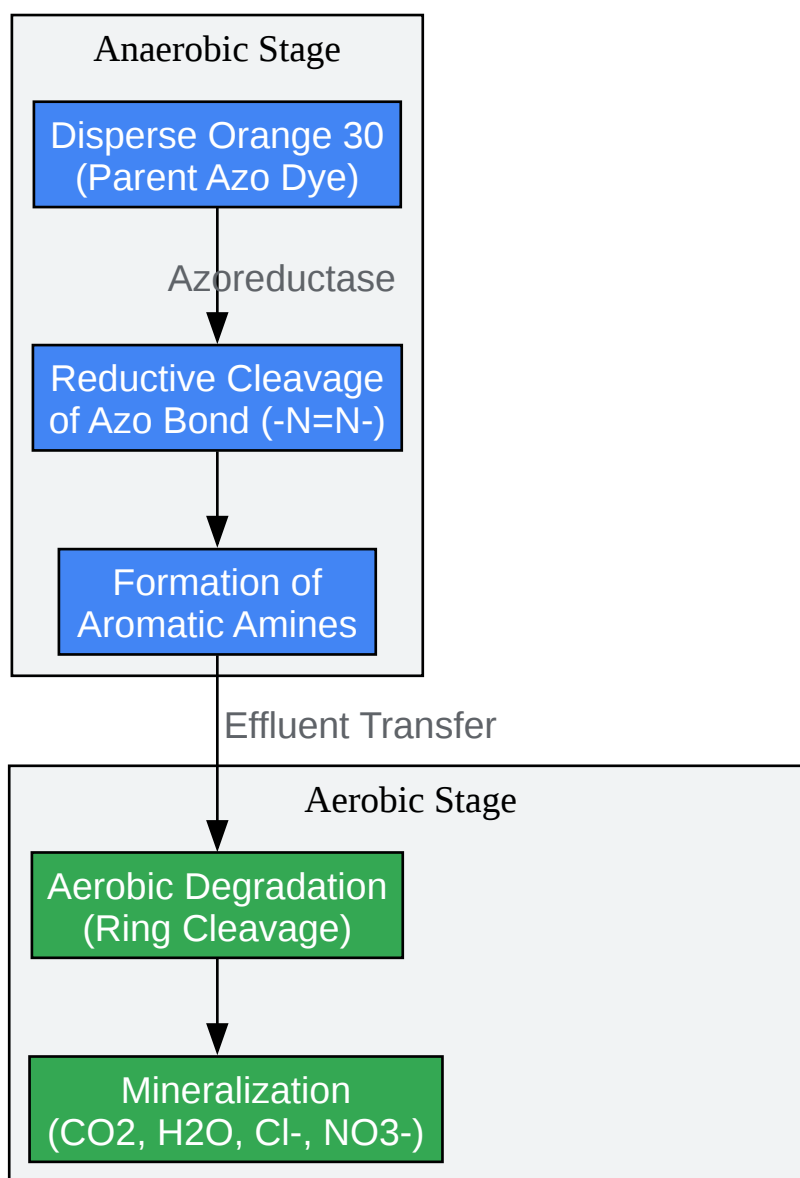 Anaerobic Stage
Disperse Orange 30
(Parent Azo Dye)
Azoreductase
Reductive Cleavage
of Azo Bond (-N=N-)
Formation of
Aromatic Amines
Effluent Transfer
Aerobic Stage
Aerobic Degradation
(Ring Cleavage)
Mineralization
(CO2, H2O, Cl-, NO3-)